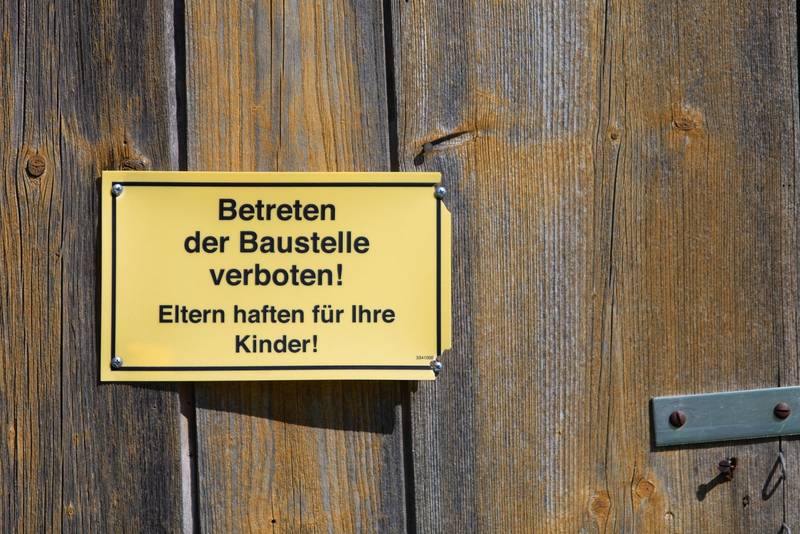 Betreten
der Baustelle
verboten!
Eltern haften für Ihre
Kinder!